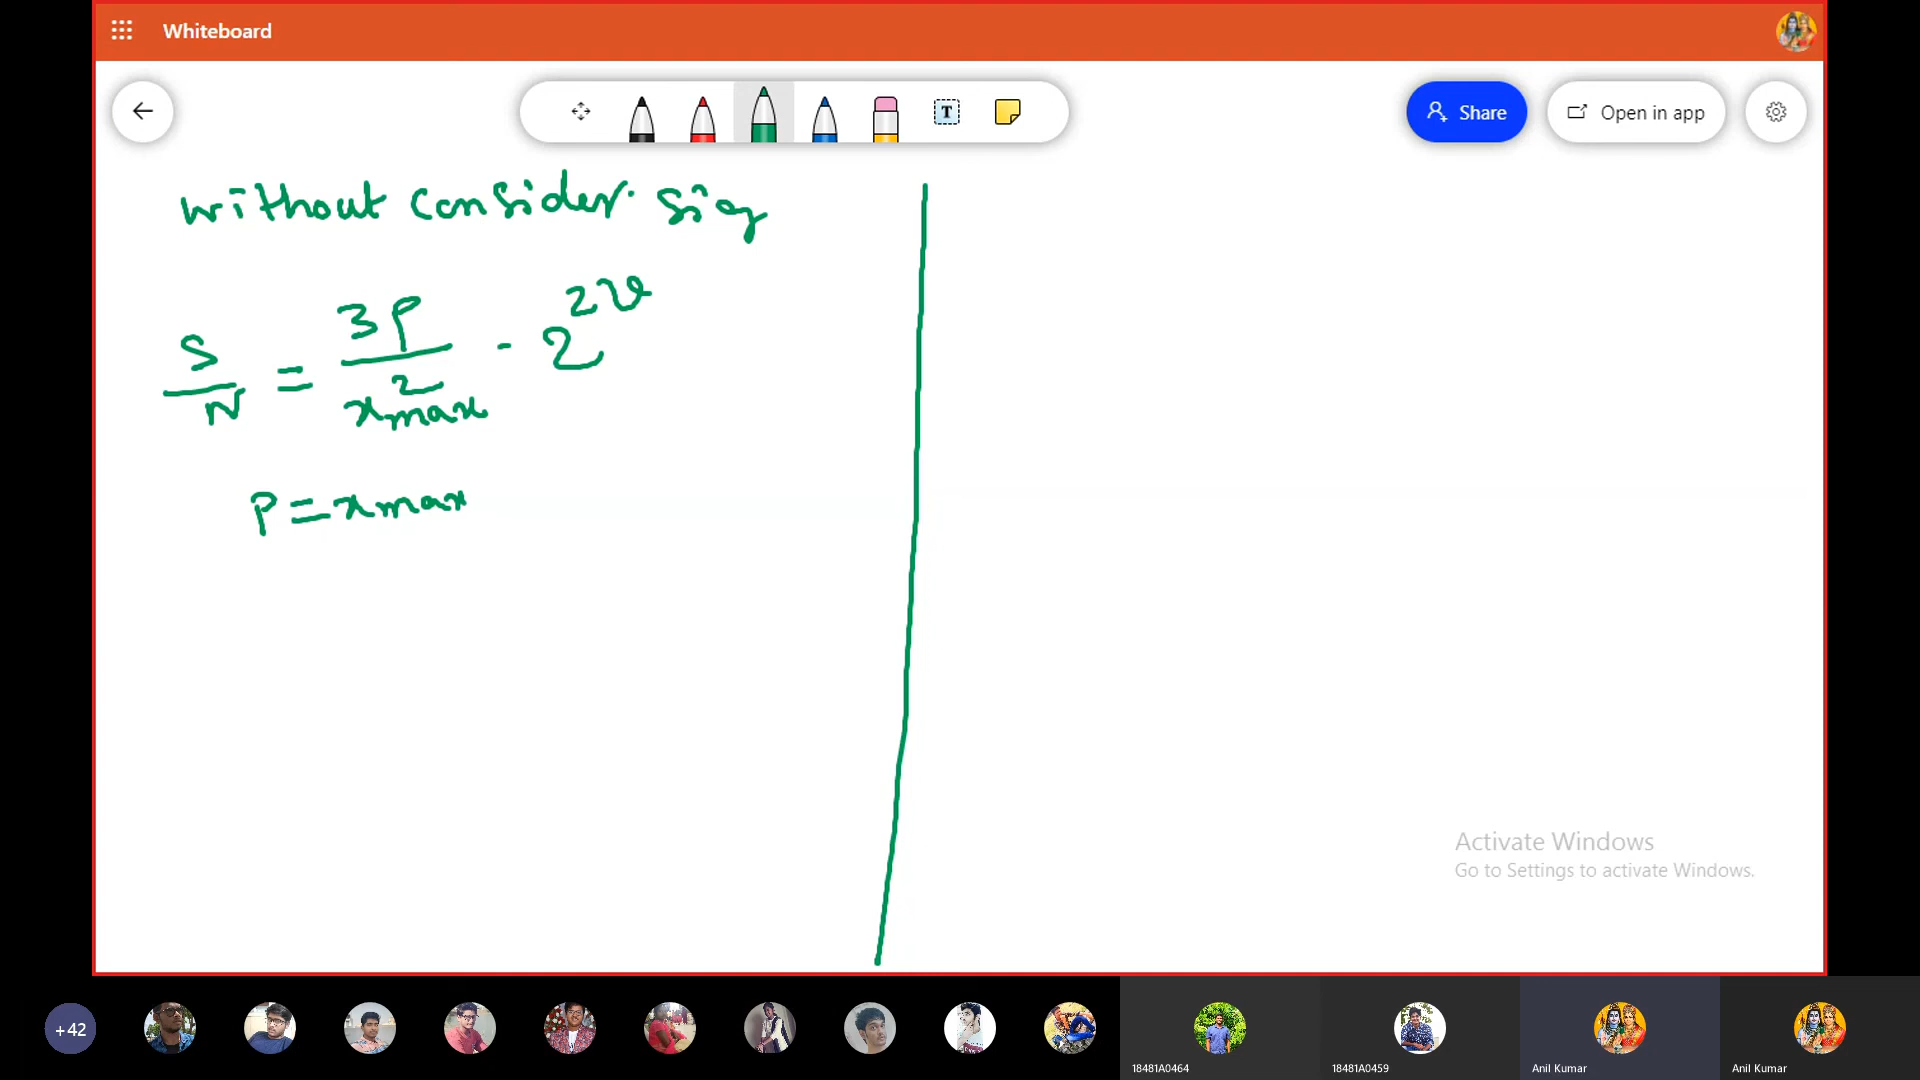 Whiteboard
Share
Open in app
T
without consider. sig
S/N = 3P/x²max - 2^2v
P = xmax
Activate Windows
Go to Settings to activate Windows.
+42
18481A0464
18481A0459
Anil Kumar
Anil Kumar